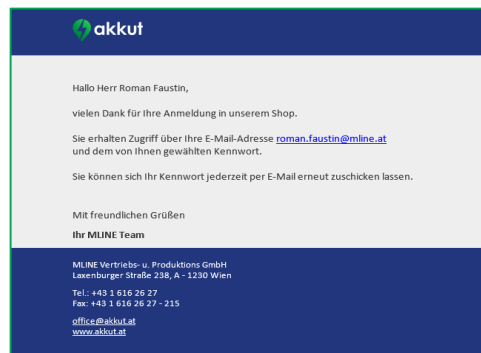 akkut
Hallo Herr Roman Faustin,
vielen Dank für Ihre Anmeldung in unserem Shop.
Sie erhalten Zugriff über Ihre E-Mail-Adresse roman.faustin@mline.at
und dem von Ihnen gewählten Kennwort.
Sie können sich Ihr Kennwort jederzeit per E-Mail erneut zuschicken lassen.
Mit freundlichen Grüßen
Ihr MLINE Team
MLINE Vertriebs- u. Produktions GmbH
Laxenburger Straße 238, A - 1230 Wien
Tel.: +43 1 616 26 27
Fax: +43 1 616 26 27 - 215
office@akkut.at
www.akkut.at